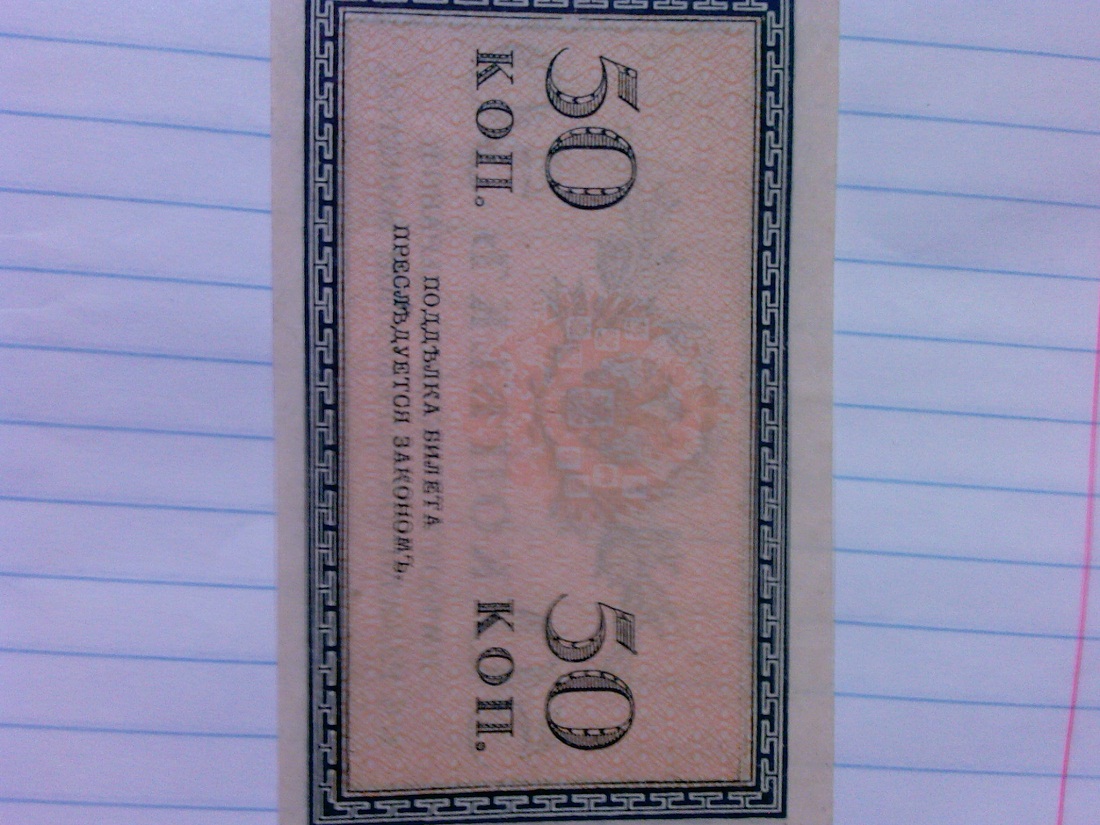 50 50
КОП. КОП.
ПОДДѢЛКА БИЛЕТА
ПРЕСЛѢДУЕТСЯ ЗАКОНОМЪ.